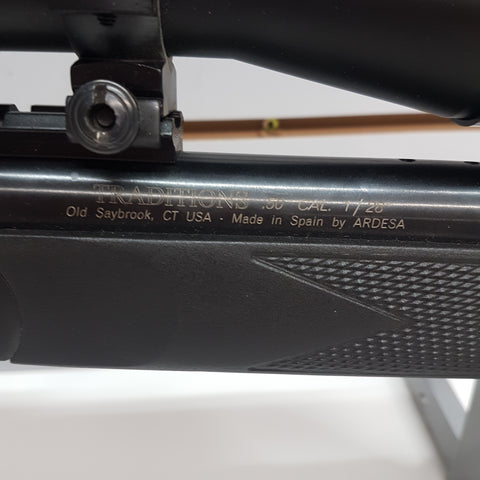 TRADITIONS .50 CAL. 1/28
Old Saybrook, CT USA - Made in Spain by ARDESA